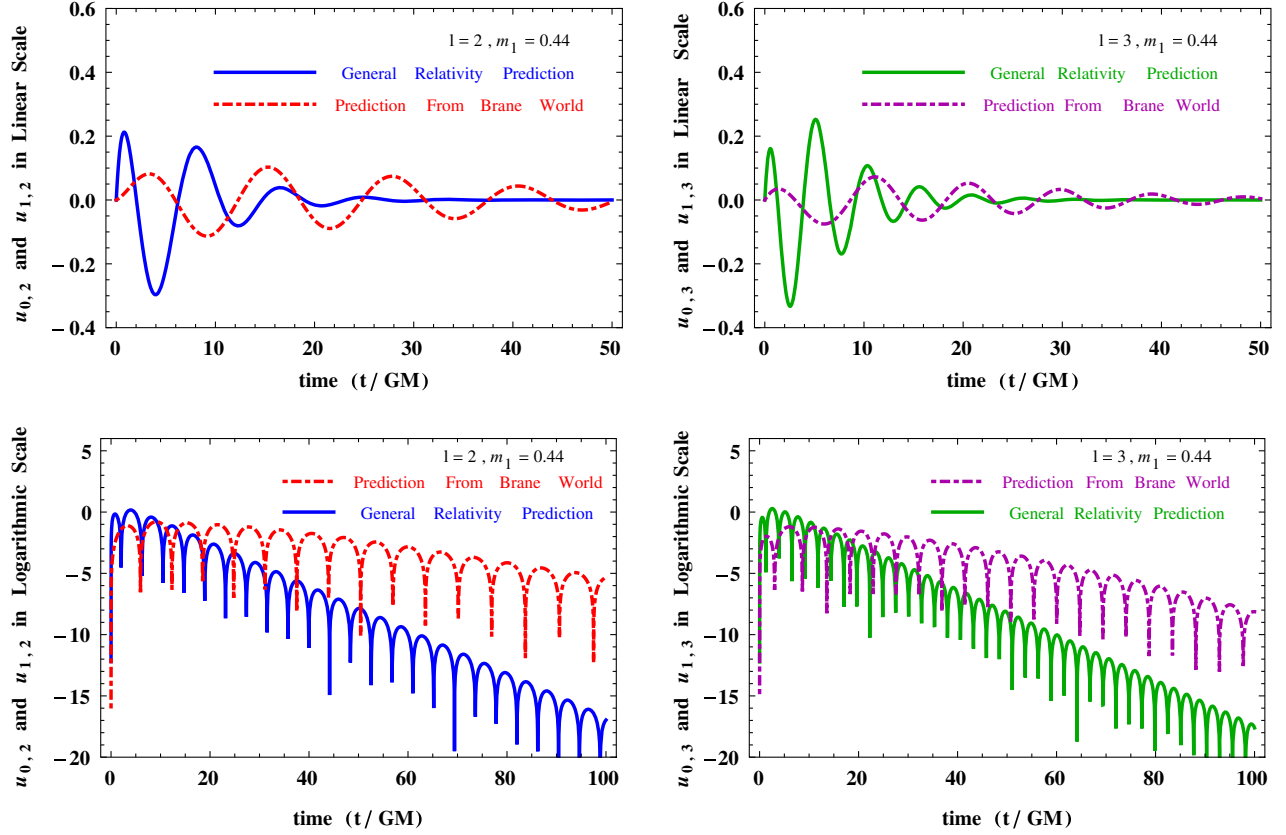 u0,2 and u1,2 in Linear Scale
0.6
0.4
0.2
0.0
−0.2
−0.4
l = 2 , m1 = 0.44
General Relativity Prediction
Prediction From Brane World
0 10 20 30 40 50
time (t / GM)
u0,3 and u1,3 in Linear Scale
0.6
0.4
0.2
0.0
−0.2
−0.4
l = 3 , m1 = 0.44
General Relativity Prediction
Prediction From Brane World
0 10 20 30 40 50
time (t / GM)
u0,2 and u1,2 in Logarithmic Scale
5
0
−5
−10
−15
−20
l = 2 , m1 = 0.44
Prediction From Brane World
General Relativity Prediction
0 20 40 60 80 100
time (t / GM)
u0,3 and u1,3 in Logarithmic Scale
5
0
−5
−10
−15
−20
l = 3 , m1 = 0.44
Prediction From Brane World
General Relativity Prediction
0 20 40 60 80 100
time (t / GM)